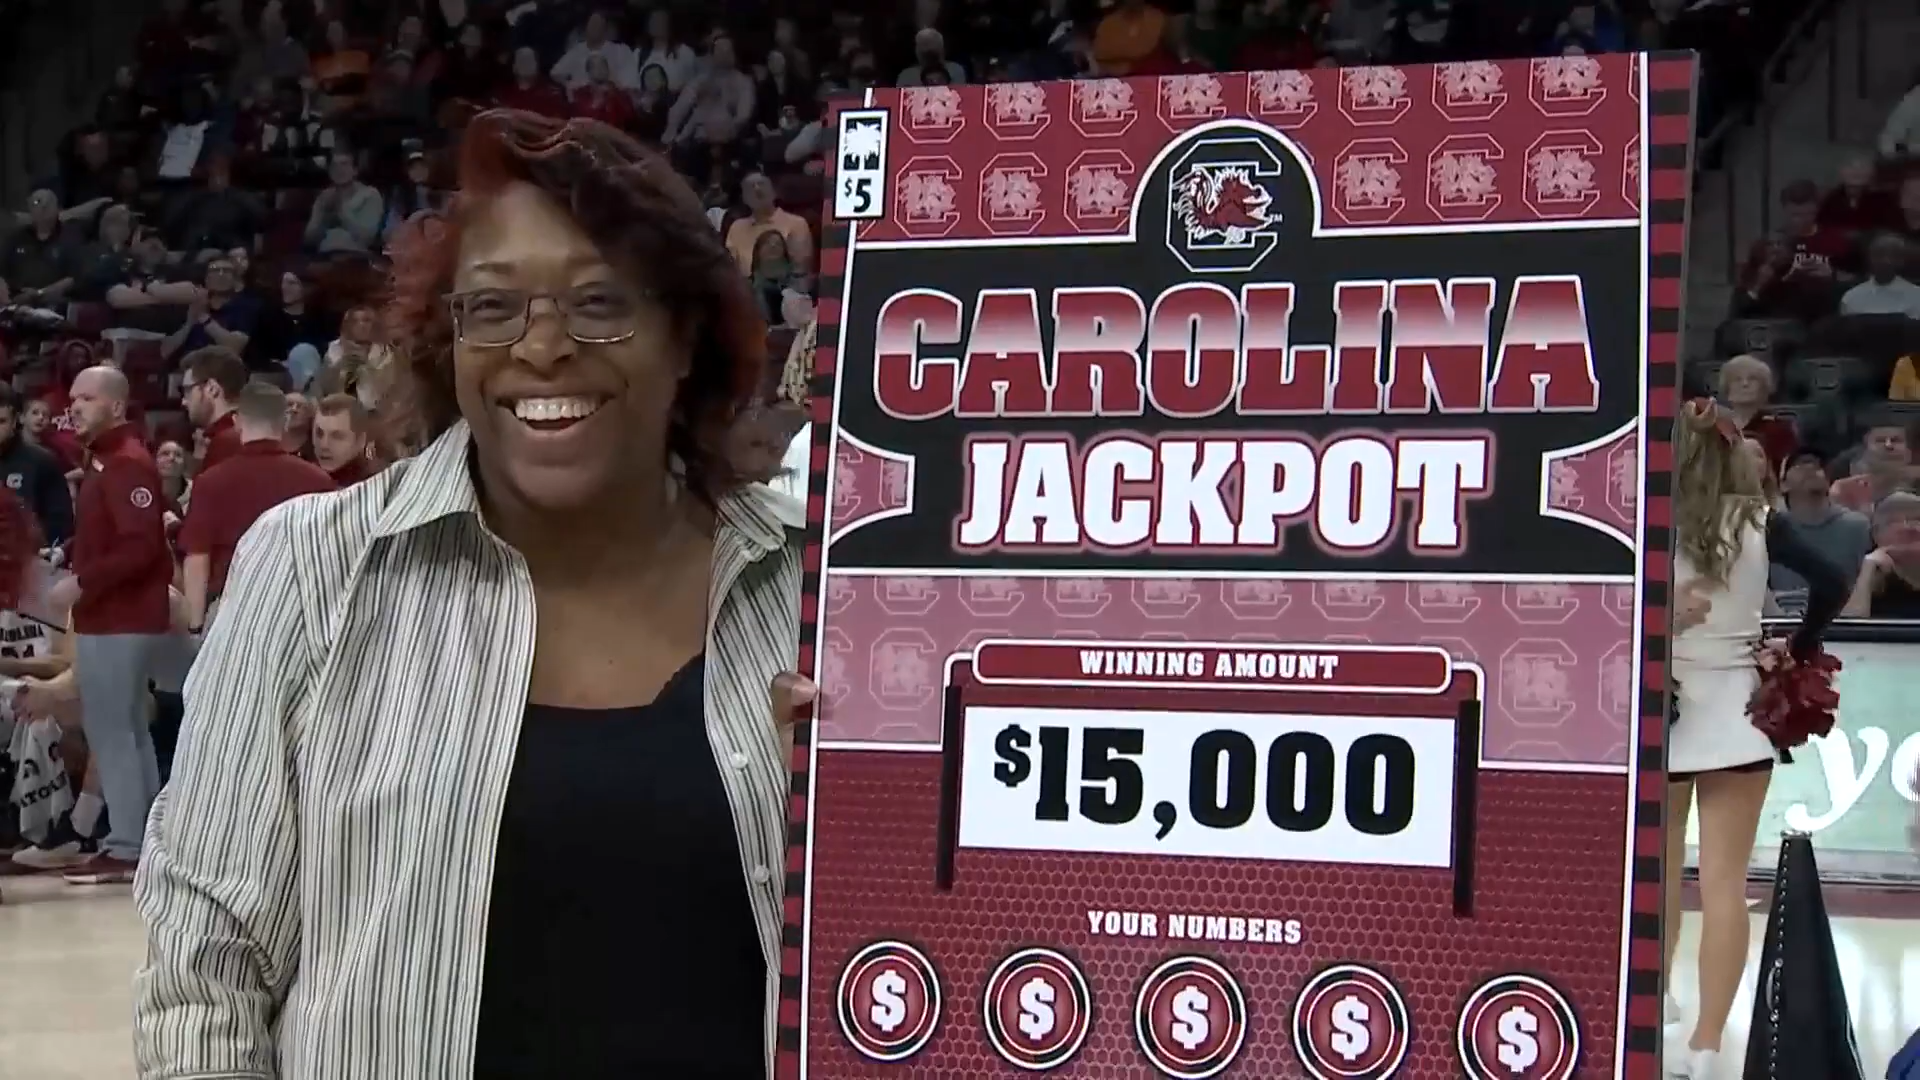 $5
CAROLINA
JACKPOT
WINNING AMOUNT
$15,000
YOUR NUMBERS
$ $ $ $ $